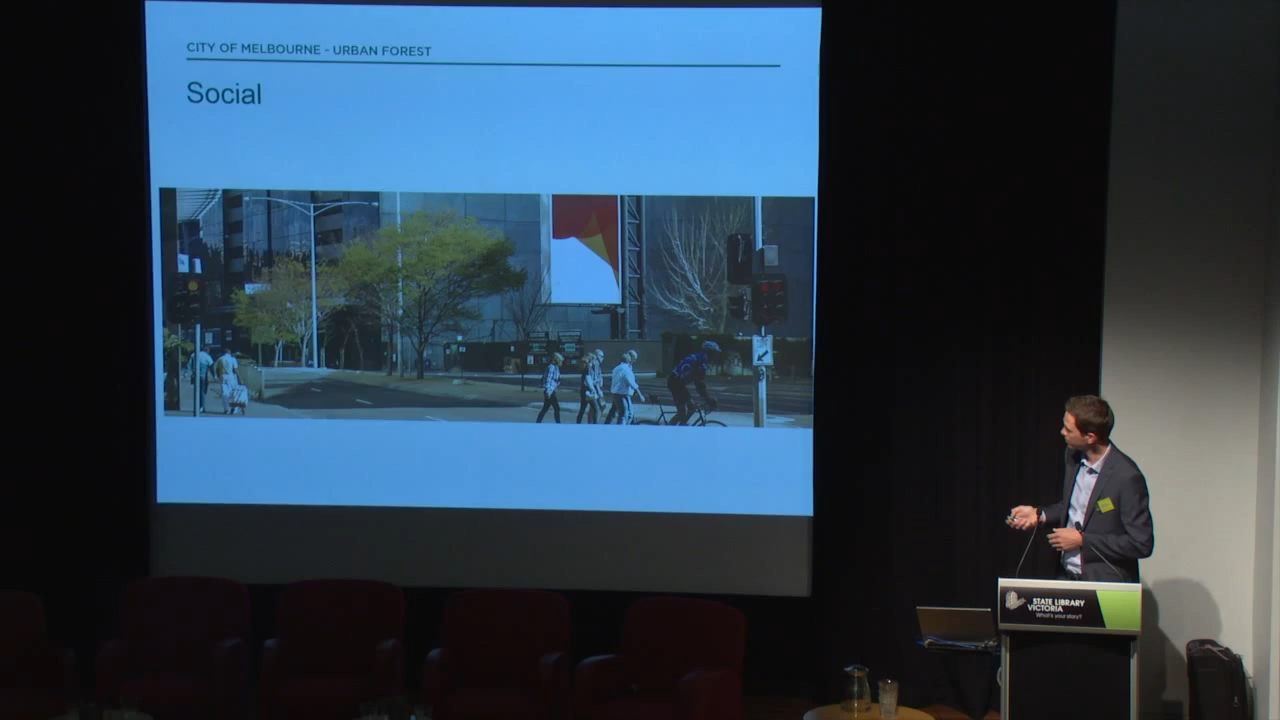 CITY OF MELBOURNE - URBAN FOREST
Social
STATE LIBRARY
VICTORIA
What's your story?